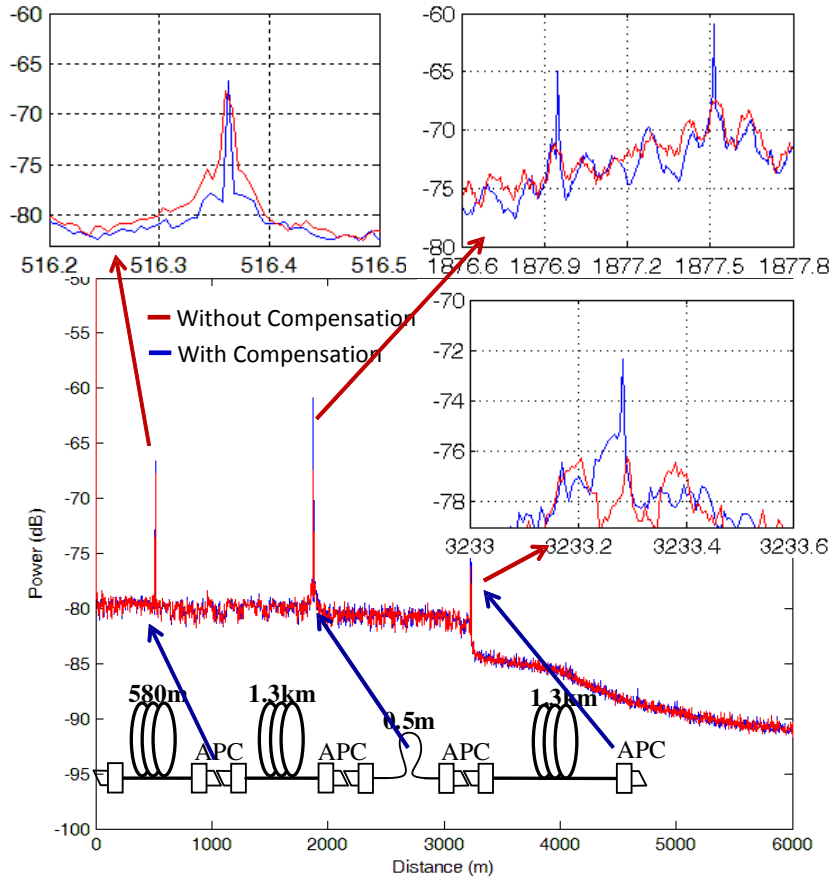 -60
-65
-70
-75
-80
516.2 516.3 516.4 516.5
-60
-65
-70
-75
-80
1876.6 1876.9 1877.2 1877.5 1877.8
-50
-55
-60
-65
-70
-75
-80
-85
-90
-95
-100
Power (dB)
Without Compensation
With Compensation
-70
-72
-74
-76
-78
3233 3233.2 3233.4 3233.6
580m
1.3km
0.5m
1.3km
APC
APC
APC
APC
0 1000 2000 3000 4000 5000 6000
Distance (m)